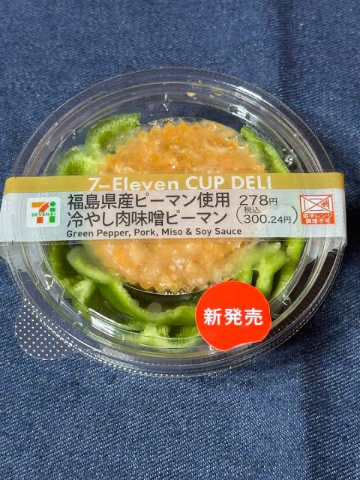 7-Eleven CUP DELI
7
ELEVEN
福島県産ピーマン使用 278円
冷やし肉味噌ピーマン (税込300.24円)
Green Pepper, Pork, Miso & Soy Sauce
新発売